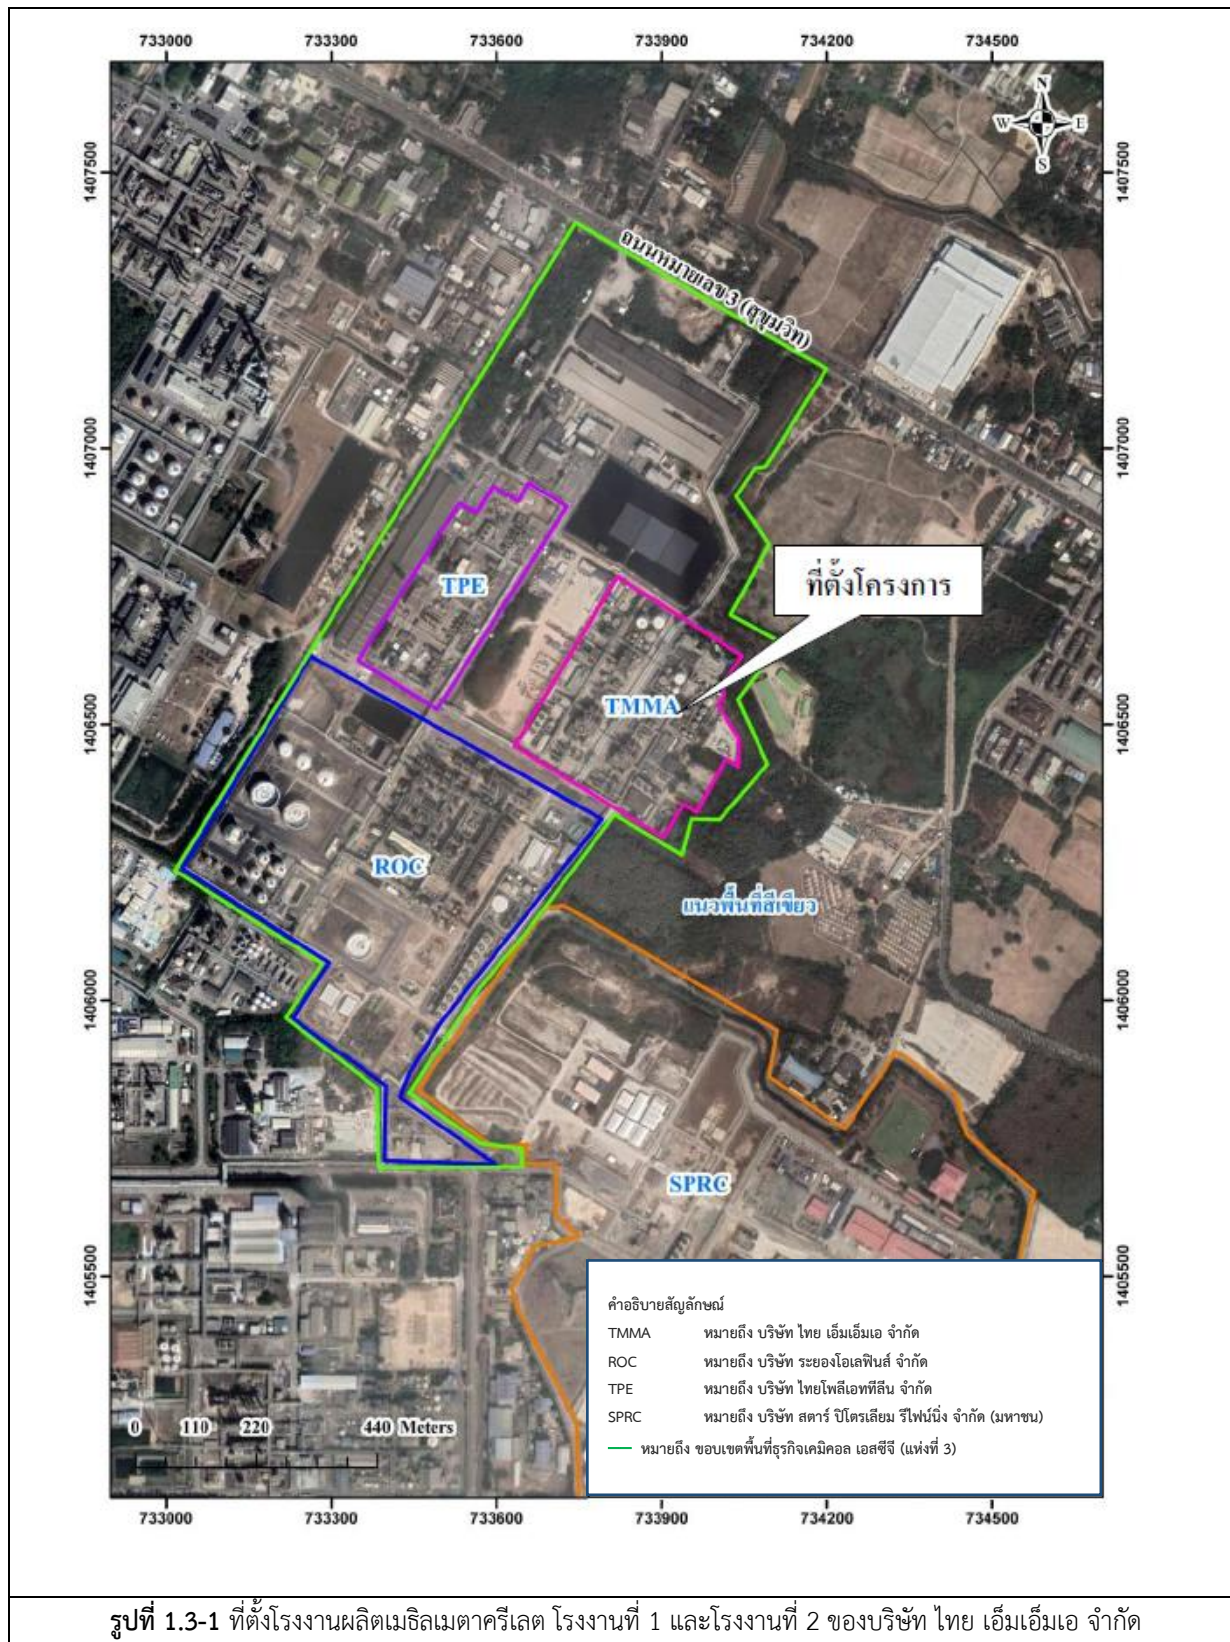 733000 733300 733600 733900 734200 734500
N
W E
S
1407500 1407500
ถนนหมายเลข 3 (สุขุมวิท)
1407000 1407000
ที่ตั้งโครงการ
TPE
TMMA
1406500 1406500
ROC
แนวพื้นที่สีเขียว
1406000 1406000
SPRC
1405500 1405500
คำอธิบายสัญลักษณ์
TMMA หมายถึง บริษัท ไทย เอ็มเอ็มเอ จำกัด
ROC หมายถึง บริษัท ระยองโอเลฟินส์ จำกัด
TPE หมายถึง บริษัท ไทยโพลีเอททีลีน จำกัด
SPRC หมายถึง บริษัท สตาร์ ปิโตรเลียม รีไฟน์นิ่ง จำกัด (มหาชน)
หมายถึง ขอบเขตพื้นที่ธุรกิจเคมิคอล เอสซีจี (แห่งที่ 3)
0 110 220 440 Meters
733000 733300 733600 733900 734200 734500
รูปที่ 1.3-1 ที่ตั้งโรงงานผลิตเมธิลเมตาครีเลต โรงงานที่ 1 และโรงงานที่ 2 ของบริษัท ไทย เอ็มเอ็มเอ จำกัด